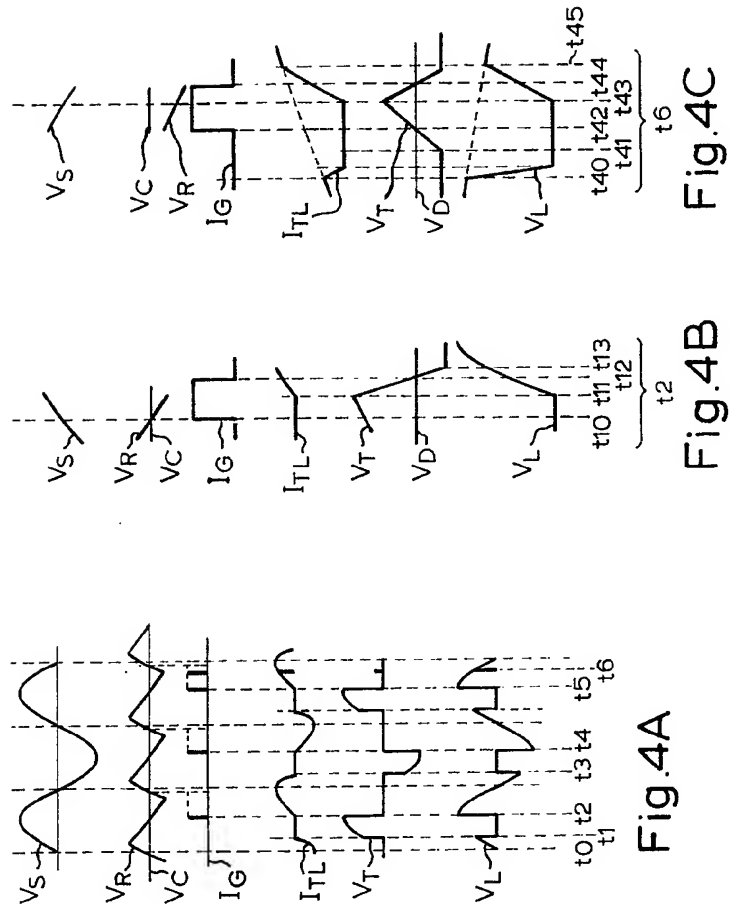 VS
VR
VC
IG
ITL
VT
VL
t0
t1
t2
t3
t4
t5
t6
Fig.4A
VS
VR
VC
IG
ITL
VT
VD
VL
t10
t11
t12
t13
t2
Fig.4B
VS
VC
VR
IG
ITL
VT
VD
VL
t40
t41
t42
t43
t44
t45
t6
Fig.4C